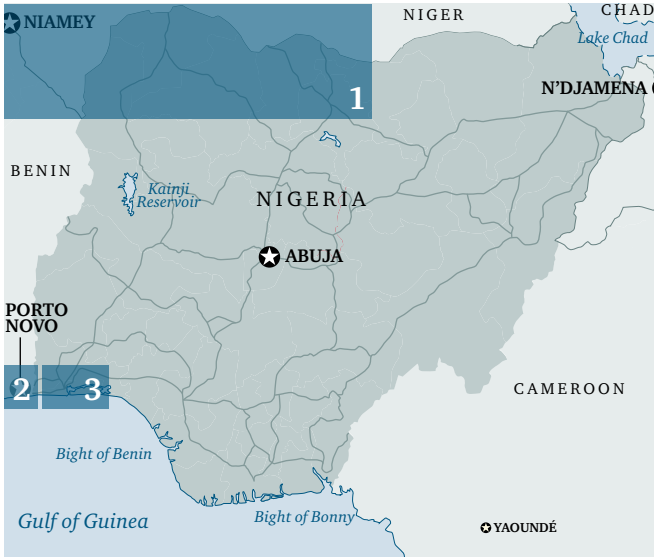 NIAMEY
NIGER
CHAD
Lake Chad
N'DJAMENA
1
BENIN
Kainji
Reservoir
NIGERIA
ABUJA
PORTO
NOVO
2
3
CAMEROON
Bight of Benin
Gulf of Guinea
Bight of Bonny
YAOUNDÉ